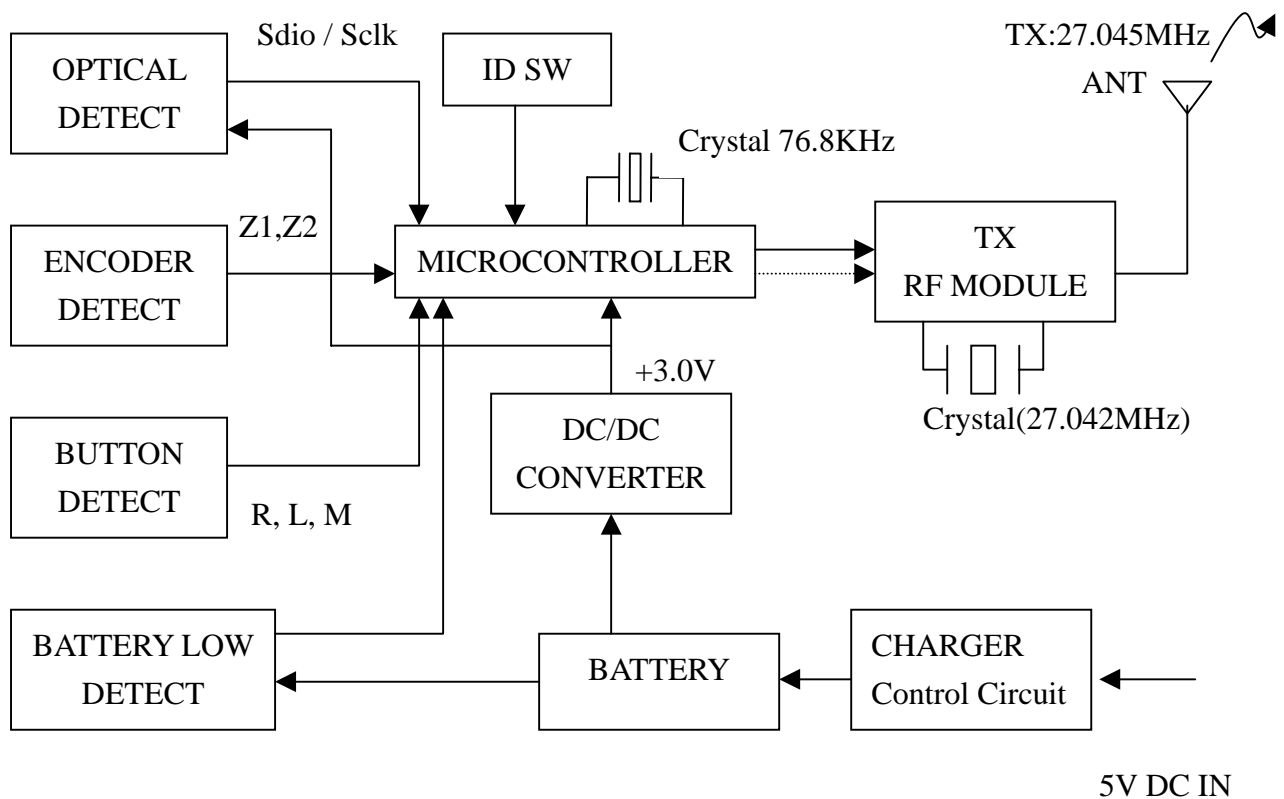 Sdio / Sclk
TX:27.045MHz
OPTICAL
DETECT
ID SW
ANT
Crystal 76.8KHz
Z1,Z2
ENCODER
DETECT
MICROCONTROLLER
TX
RF MODULE
+3.0V
Crystal(27.042MHz)
BUTTON
DETECT
DC/DC
CONVERTER
R, L, M
BATTERY LOW
DETECT
BATTERY
CHARGER
Control Circuit
5V DC IN